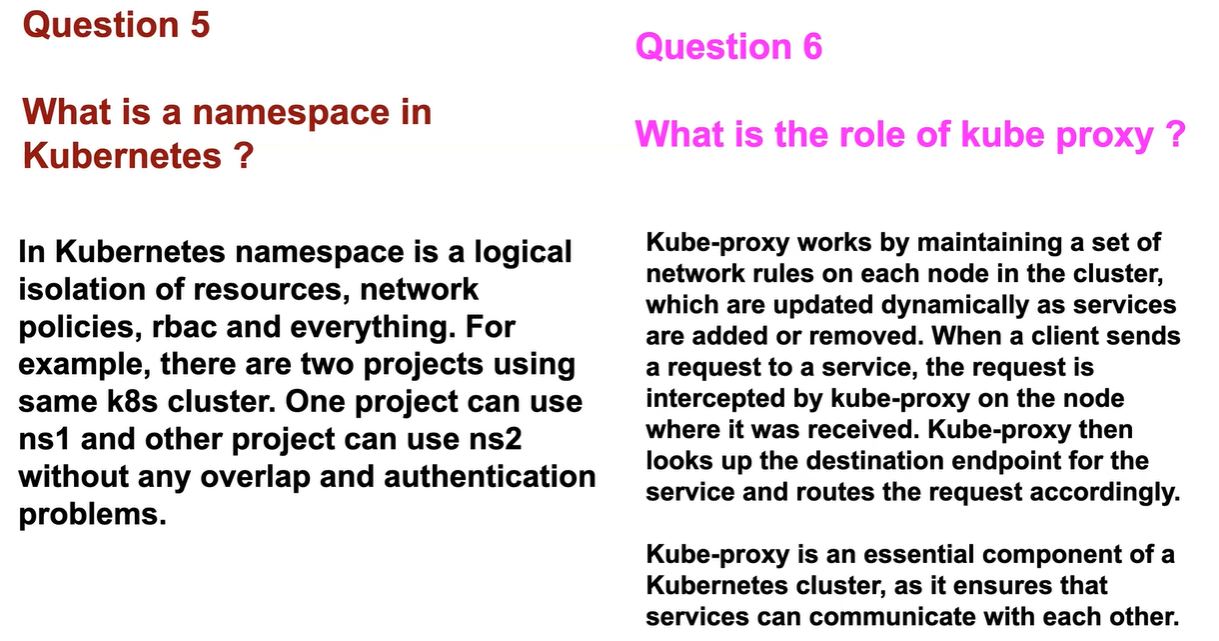 Question 5
What is a namespace in
Kubernetes ?
In Kubernetes namespace is a logical
isolation of resources, network
policies, rbac and everything. For
example, there are two projects using
same k8s cluster. One project can use
ns1 and other project can use ns2
without any overlap and authentication
problems.
Question 6
What is the role of kube proxy ?
Kube-proxy works by maintaining a set of
network rules on each node in the cluster,
which are updated dynamically as services
are added or removed. When a client sends
a request to a service, the request is
intercepted by kube-proxy on the node
where it was received. Kube-proxy then
looks up the destination endpoint for the
service and routes the request accordingly.
Kube-proxy is an essential component of a
Kubernetes cluster, as it ensures that
services can communicate with each other.